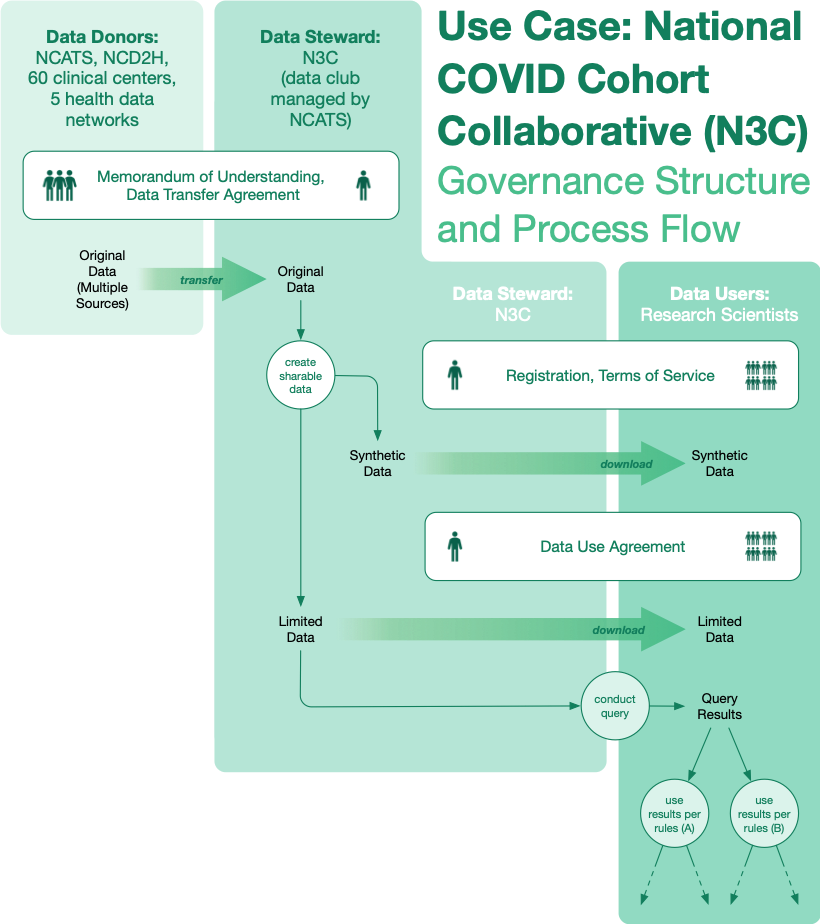 Use Case: National
COVID Cohort
Collaborative (N3C)
Governance Structure
and Process Flow
Data Donors:
NCATS, NCD2H,
60 clinical centers,
5 health data
networks
Data Steward:
N3C
(data club
managed by
NCATS)
Memorandum of Understanding,
Data Transfer Agreement
Original
Data
(Multiple
Sources)
transfer
Original
Data
Data Steward:
N3C
Data Users:
Research Scientists
create
sharable
data
Registration, Terms of Service
Synthetic
Data
download
Synthetic
Data
Data Use Agreement
Limited
Data
download
Limited
Data
conduct
query
Query
Results
use
results per
rules (A)
use
results per
rules (B)